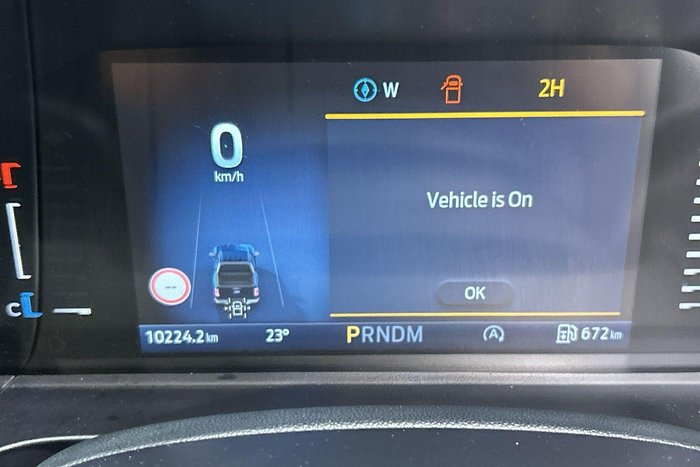 W
2H
0
km/h
Vehicle is On
OK
C
10224.2 km
23°
PRNDM
A
672 km